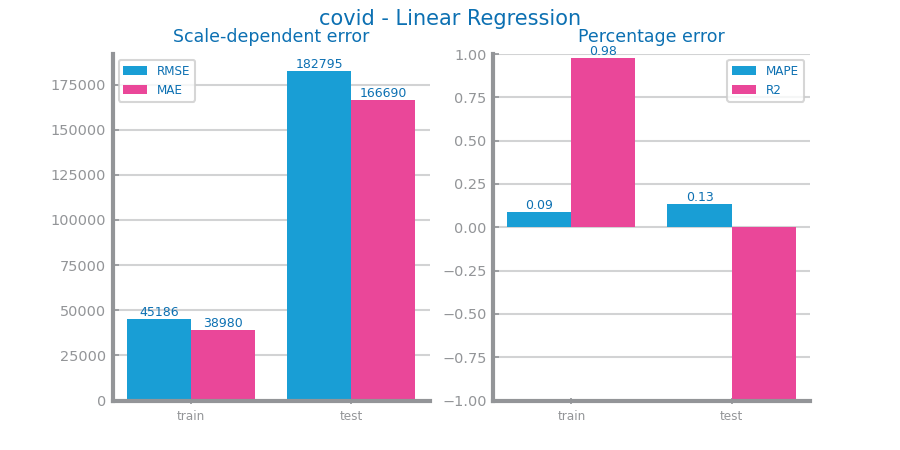 covid - Linear Regression
Scale-dependent error
RMSE
MAE
175000
150000
125000
100000
75000
50000
25000
0
45186
38980
182795
166690
train
test
Percentage error
MAPE
R2
1.00
0.75
0.50
0.25
0.00
−0.25
−0.50
−0.75
−1.00
0.09
0.98
0.13
train
test